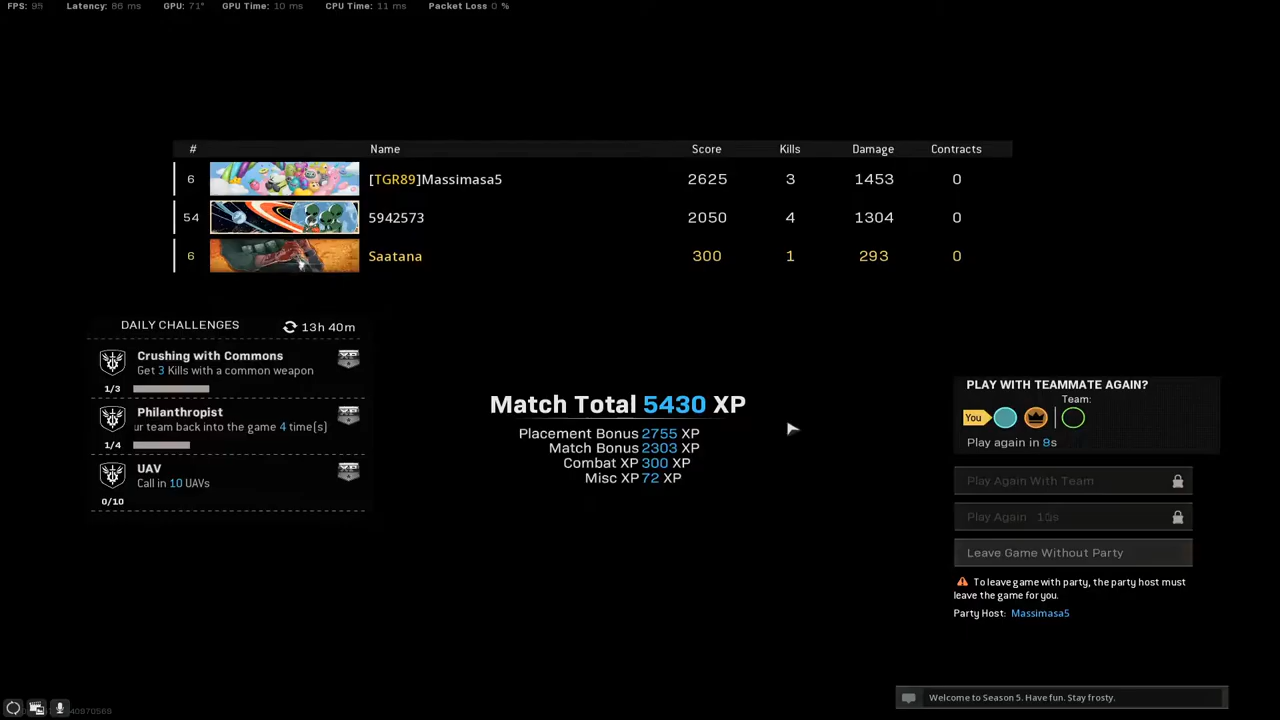 FPS: 95 Latency: 86 ms GPU: 71° GPU Time: 10 ms CPU Time: 11 ms Packet Loss 0 %
# Name Score Kills Damage Contracts
6 [TGR89]Massimasa5 2625 3 1453 0
54 5942573 2050 4 1304 0
6 Saatana 300 1 293 0
DAILY CHALLENGES 13h 40m
Crushing with Commons
Get 3 Kills with a common weapon
1/3
Philanthropist
ur team back into the game 4 time(s)
1/4
UAV
Call in 10 UAVs
0/10
Match Total 5430 XP
Placement Bonus 2755 XP
Match Bonus 2303 XP
Combat XP 300 XP
Misc XP 72 XP
PLAY WITH TEAMMATE AGAIN?
Team:
You
Play again in 8s
Play Again With Team
Play Again
Leave Game Without Party
To leave game with party, the party host must
leave the game for you.
Party Host: Massimasa5
Welcome to Season 5. Have fun. Stay frosty.